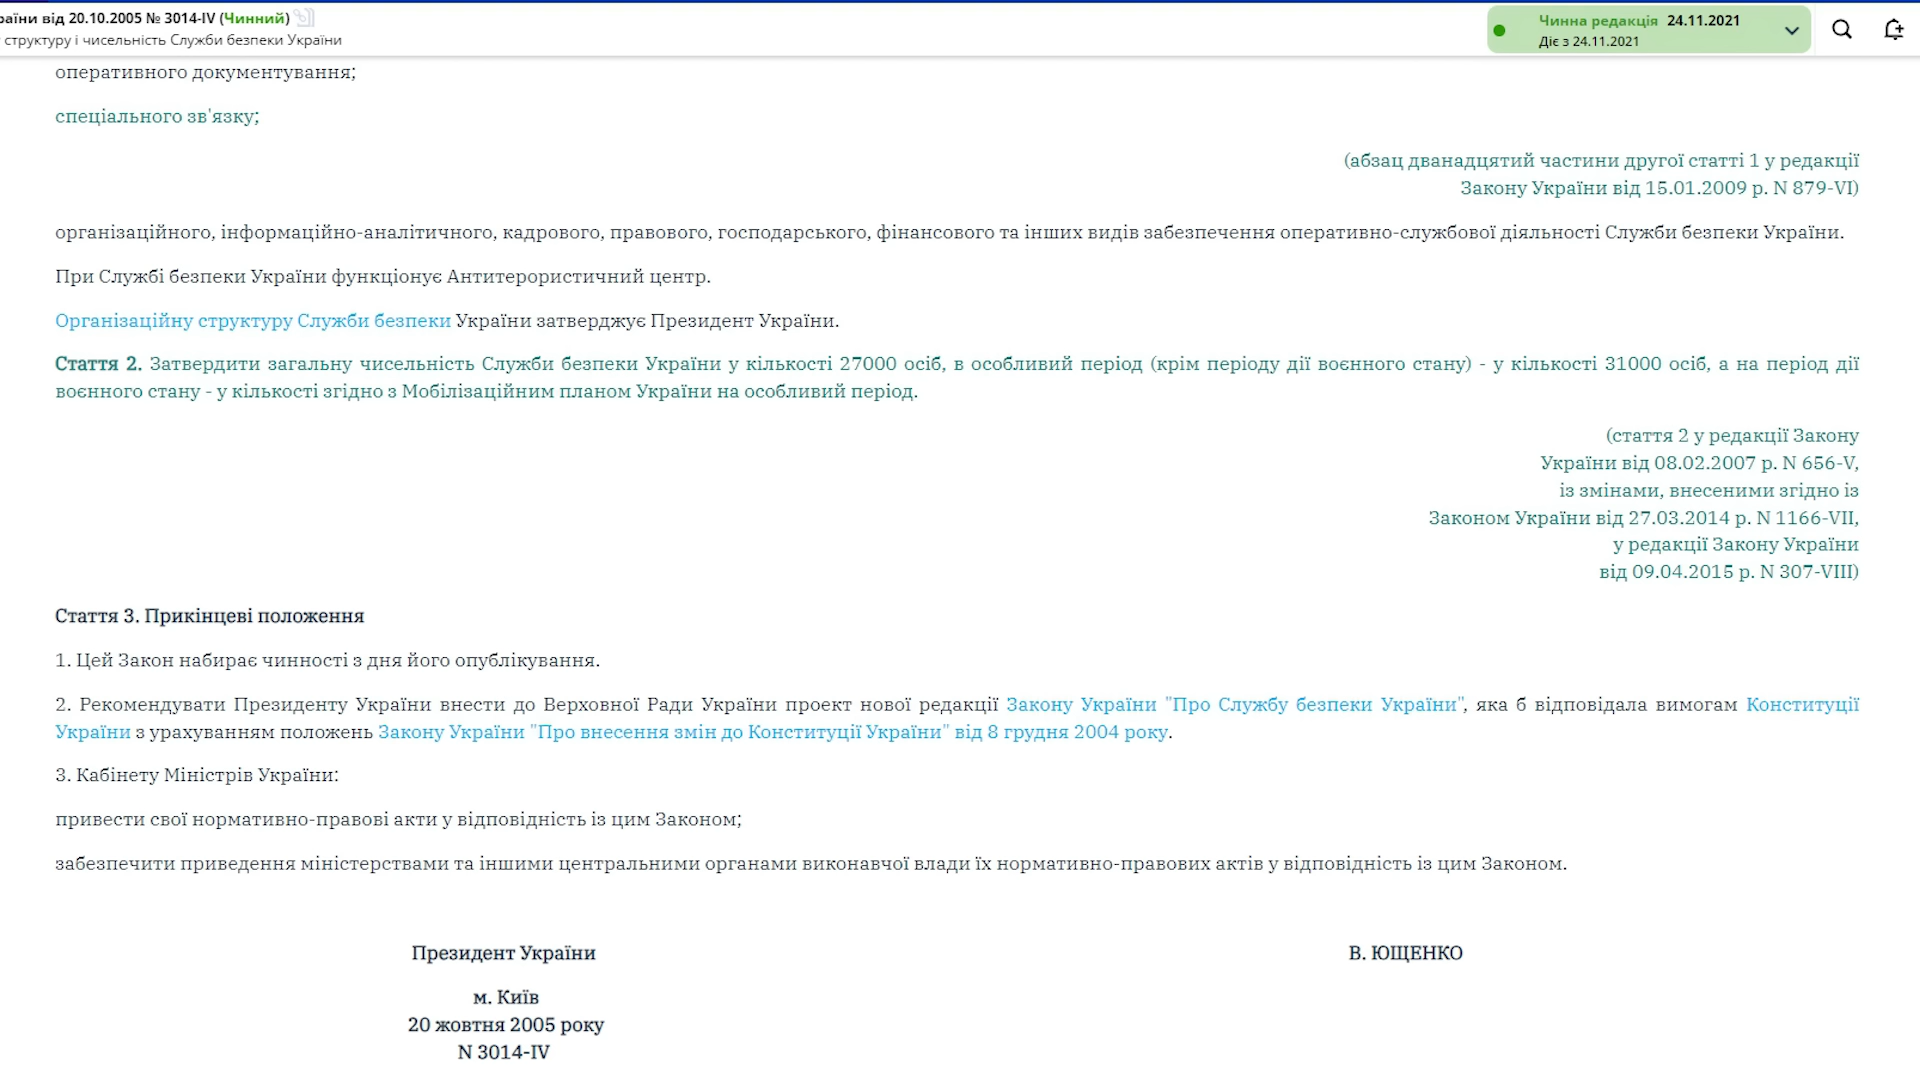 раїни від 20.10.2005 № 3014-IV (Чинний)
структуру і чисельність Служби безпеки України
Чинна редакція 24.11.2021
Діє з 24.11.2021
оперативного документування;
спеціального зв'язку;
(абзац дванадцятий частини другої статті 1 у редакції
Закону України від 15.01.2009 р. N 879-VI)
організаційного, інформаційно-аналітичного, кадрового, правового, господарського, фінансового та інших видів забезпечення оперативно-службової діяльності Служби безпеки України.
При Службі безпеки України функціонує Антитерористичний центр.
Організаційну структуру Служби безпеки України затверджує Президент України.
Стаття 2. Затвердити загальну чисельність Служби безпеки України у кількості 27000 осіб, в особливий період (крім періоду дії воєнного стану) - у кількості 31000 осіб, а на період дії
воєнного стану - у кількості згідно з Мобілізаційним планом України на особливий період.
(стаття 2 у редакції Закону
України від 08.02.2007 р. N 656-V,
із змінами, внесеними згідно із
Законом України від 27.03.2014 р. N 1166-VII,
у редакції Закону України
від 09.04.2015 р. N 307-VIII)
Стаття 3. Прикінцеві положення
1. Цей Закон набирає чинності з дня його опублікування.
2. Рекомендувати Президенту України внести до Верховної Ради України проект нової редакції Закону України "Про Службу безпеки України", яка б відповідала вимогам Конституції
України з урахуванням положень Закону України "Про внесення змін до Конституції України" від 8 грудня 2004 року.
3. Кабінету Міністрів України:
привести свої нормативно-правові акти у відповідність із цим Законом;
забезпечити приведення міністерствами та іншими центральними органами виконавчої влади їх нормативно-правових актів у відповідність із цим Законом.
Президент України
В. ЮЩЕНКО
м. Київ
20 жовтня 2005 року
N 3014-IV